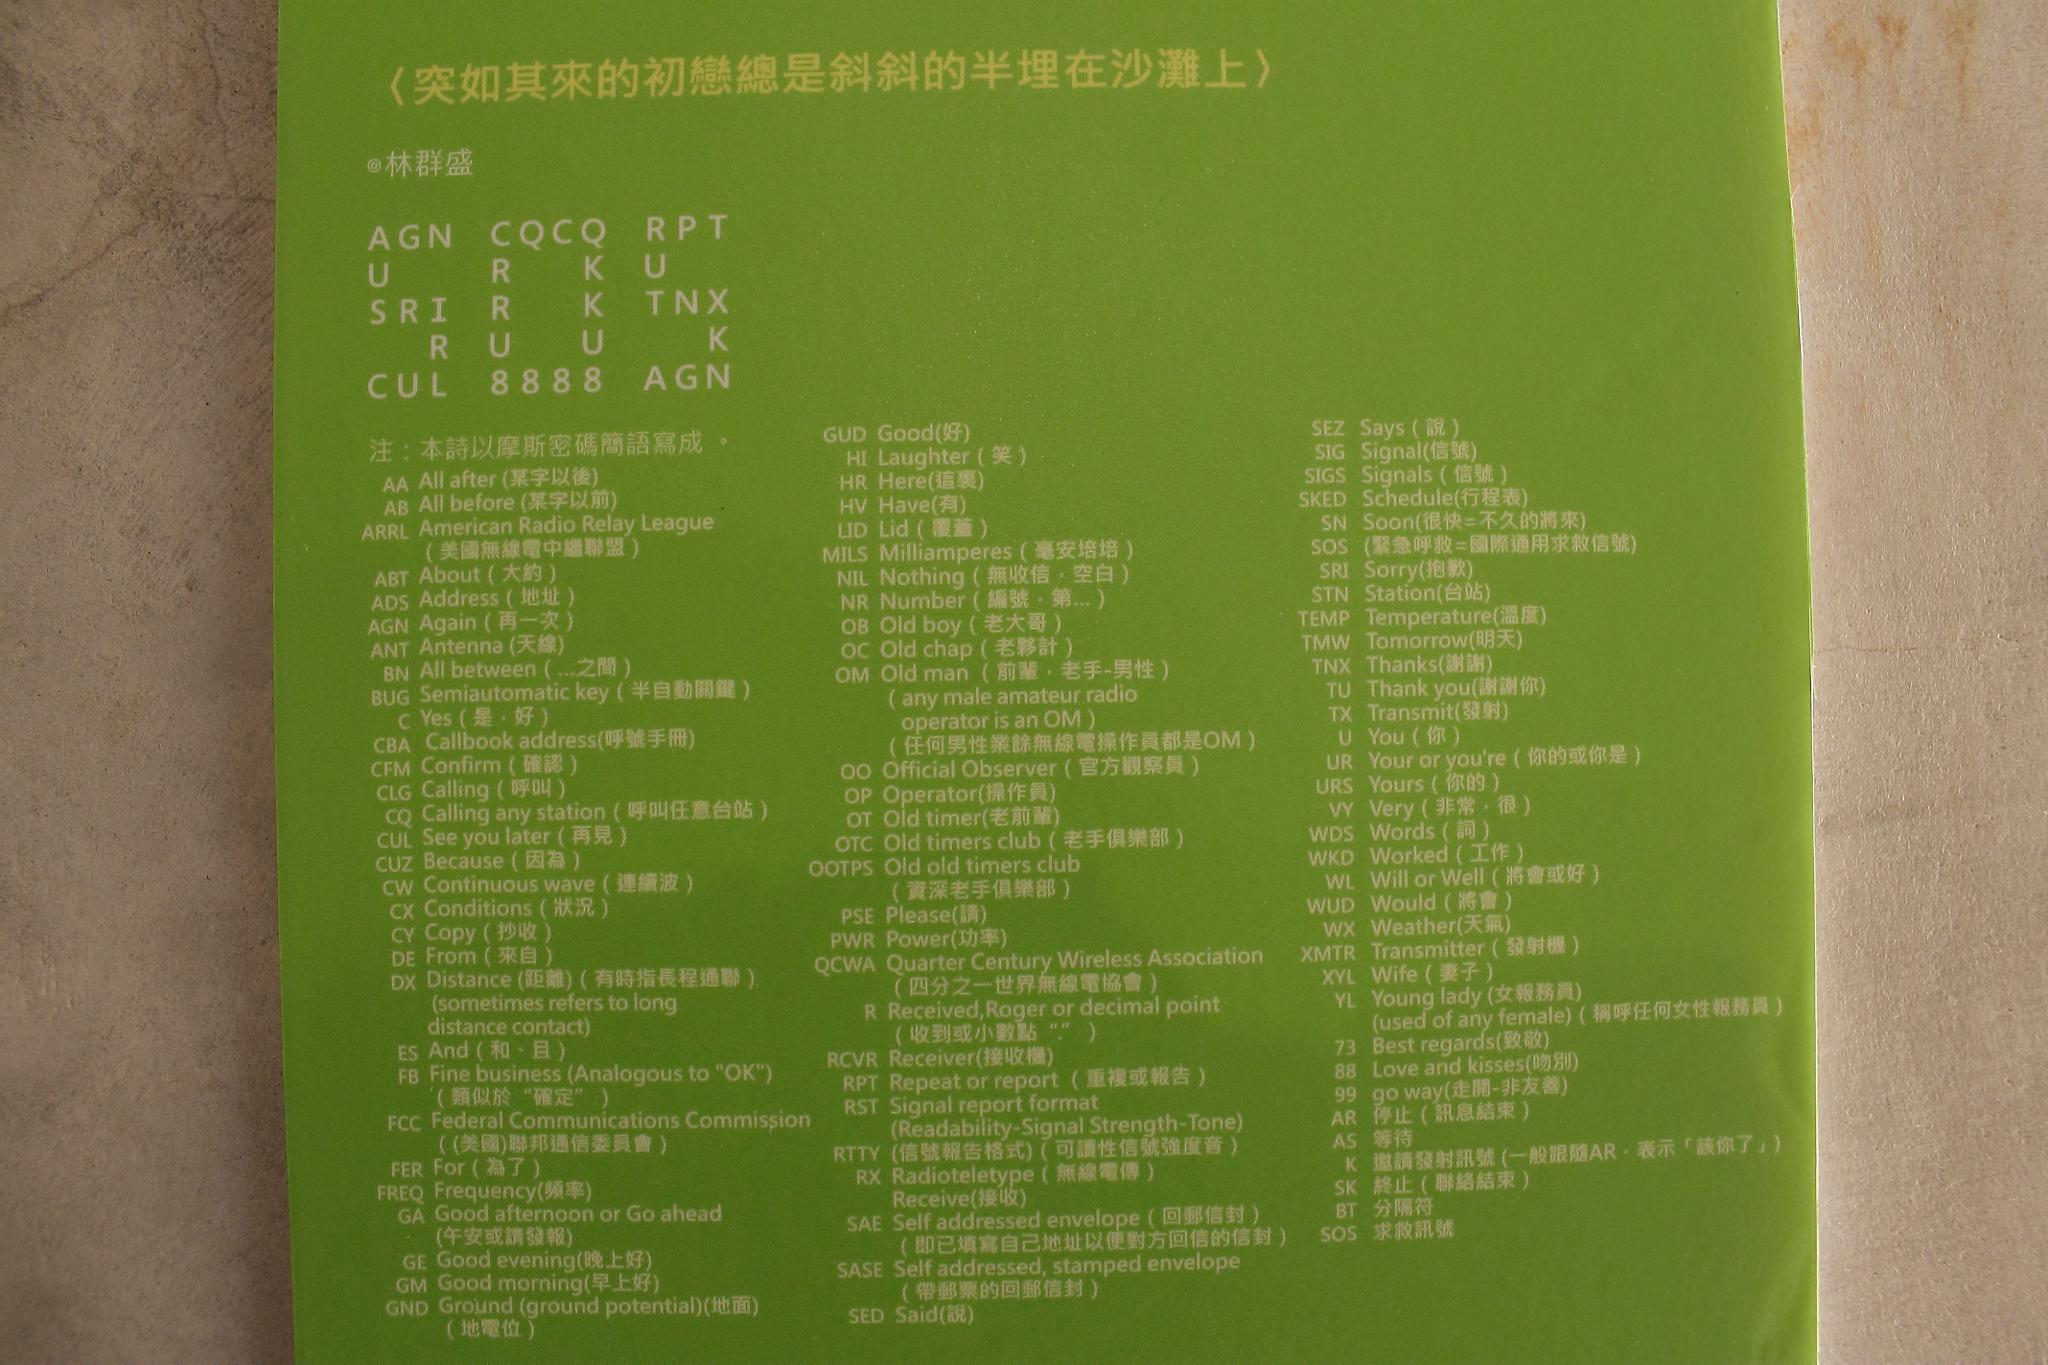 〈突如其來的初戀總是斜斜的半埋在沙灘上〉
◎林群盛
AGN CQCQ RPT
U R K U
SRI R K TNX
R U U K
CUL 8888 AGN
注：本詩以摩斯密碼簡語寫成。
AA All after (某字以後)
AB All before (某字以前)
ARRL American Radio Relay League
（美國無線電中繼聯盟）
ABT About（大約）
ADS Address（地址）
AGN Again（再一次）
ANT Antenna (天線)
BN All between（...之間）
BUG Semiautomatic key（半自動關鍵）
C Yes（是，好）
CBA Callbook address(呼號手冊)
CFM Confirm（確認）
CLG Calling（呼叫）
CQ Calling any station（呼叫任意台站）
CUL See you later（再見）
CUZ Because（因為）
CW Continuous wave（連續波）
CX Conditions（狀況）
CY Copy（抄收）
DE From（來自）
DX Distance (距離)（有時指長程通聯）
(sometimes refers to long
distance contact)
ES And（和、且）
FB Fine business (Analogous to "OK")
（類似於“確定”）
FCC Federal Communications Commission
（(美國)聯邦通信委員會）
FER For（為了）
FREQ Frequency(頻率)
GA Good afternoon or Go ahead
(午安或請發報)
GE Good evening(晚上好)
GM Good morning(早上好)
GND Ground (ground potential)(地面)
（地電位）
GUD Good(好)
HI Laughter（笑）
HR Here(這裏)
HV Have(有)
LID Lid（覆蓋）
MILS Milliamperes（毫安培培）
NIL Nothing（無收信，空白）
NR Number（編號，第...）
OB Old boy（老大哥）
OC Old chap（老夥計）
OM Old man （前輩，老手-男性）
( any male amateur radio
operator is an OM )
（任何男性業餘無線電操作員都是OM）
OO Official Observer（官方觀察員）
OP Operator(操作員)
OT Old timer(老前輩)
OTC Old timers club（老手俱樂部）
OOTPS Old old timers club
（資深老手俱樂部）
PSE Please(請)
PWR Power(功率)
QCWA Quarter Century Wireless Association
（四分之一世界無線電協會）
R Received,Roger or decimal point
（收到或小數點“.”）
RCVR Receiver(接收機)
RPT Repeat or report （重複或報告）
RST Signal report format
(Readability-Signal Strength-Tone)
RTTY (信號報告格式)（可讀性信號強度音）
RX Radioteletype（無線電傳）
Receive(接收)
SAE Self addressed envelope（回郵信封）
（即已填寫自己地址以便對方回信的信封）
SASE Self addressed, stamped envelope
（帶郵票的回郵信封）
SED Said(說)
SEZ Says（說）
SIG Signal(信號)
SIGS Signals（信號）
SKED Schedule(行程表)
SN Soon(很快=不久的將來)
SOS (緊急呼救=國際通用求救信號)
SRI Sorry(抱歉)
STN Station(台站)
TEMP Temperature(溫度)
TMW Tomorrow(明天)
TNX Thanks(謝謝)
TU Thank you(謝謝你)
TX Transmit(發射)
U You（你）
UR Your or you're（你的或你是）
URS Yours（你的）
VY Very（非常，很）
WDS Words（詞）
WKD Worked（工作）
WL Will or Well（將會或好）
WUD Would（將會）
WX Weather(天氣)
XMTR Transmitter（發射機）
XYL Wife（妻子）
YL Young lady (女報務員)
(used of any female)（稱呼任何女性報務員）
73 Best regards(致敬)
88 Love and kisses(吻別)
99 go way(走開-非友善)
AR 停止（訊息結束）
AS 等待
K 邀請發射訊號 (一般跟隨AR，表示「該你了」)
SK 終止（聯絡結束）
BT 分隔符
SOS 求救訊號